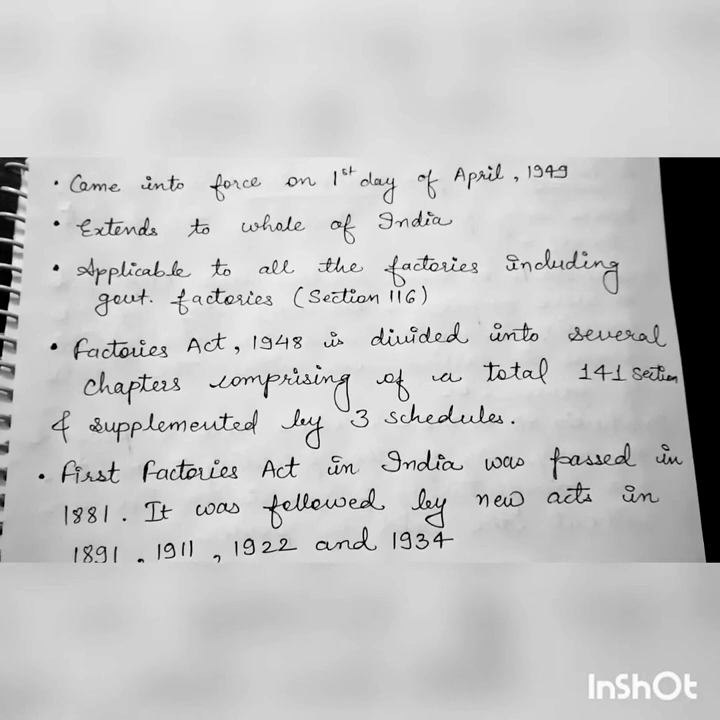 • Came into force on 1st day of April, 1949
• Extends to whole of India
• Applicable to all the factories including
govt. factories (Section 116)
• Factories Act, 1948 is divided into several
chapters comprising of a total 141 section
& supplemented by 3 schedules.
• First Factories Act in India was passed in
1881. It was followed by new acts in
1891, 1911, 1922 and 1934
InShOt